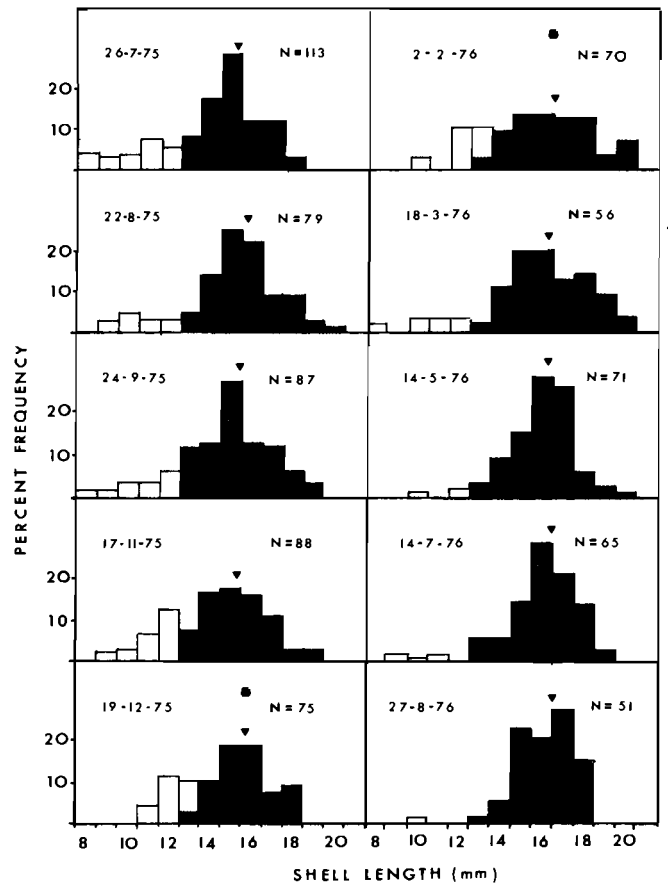 26-7-75 N=113
2-2-76 N=70
20
10
22-8-75 N=79
18-3-76 N=56
20
10
24-9-75 N=87
14-5-76 N=71
20
10
17-11-75 N=88
14-7-76 N=65
20
10
19-12-75 N=75
27-8-76 N=51
20
10
PERCENT FREQUENCY
8 10 14 16 18 20 8 10 14 16 18 20
SHELL LENGTH (mm)